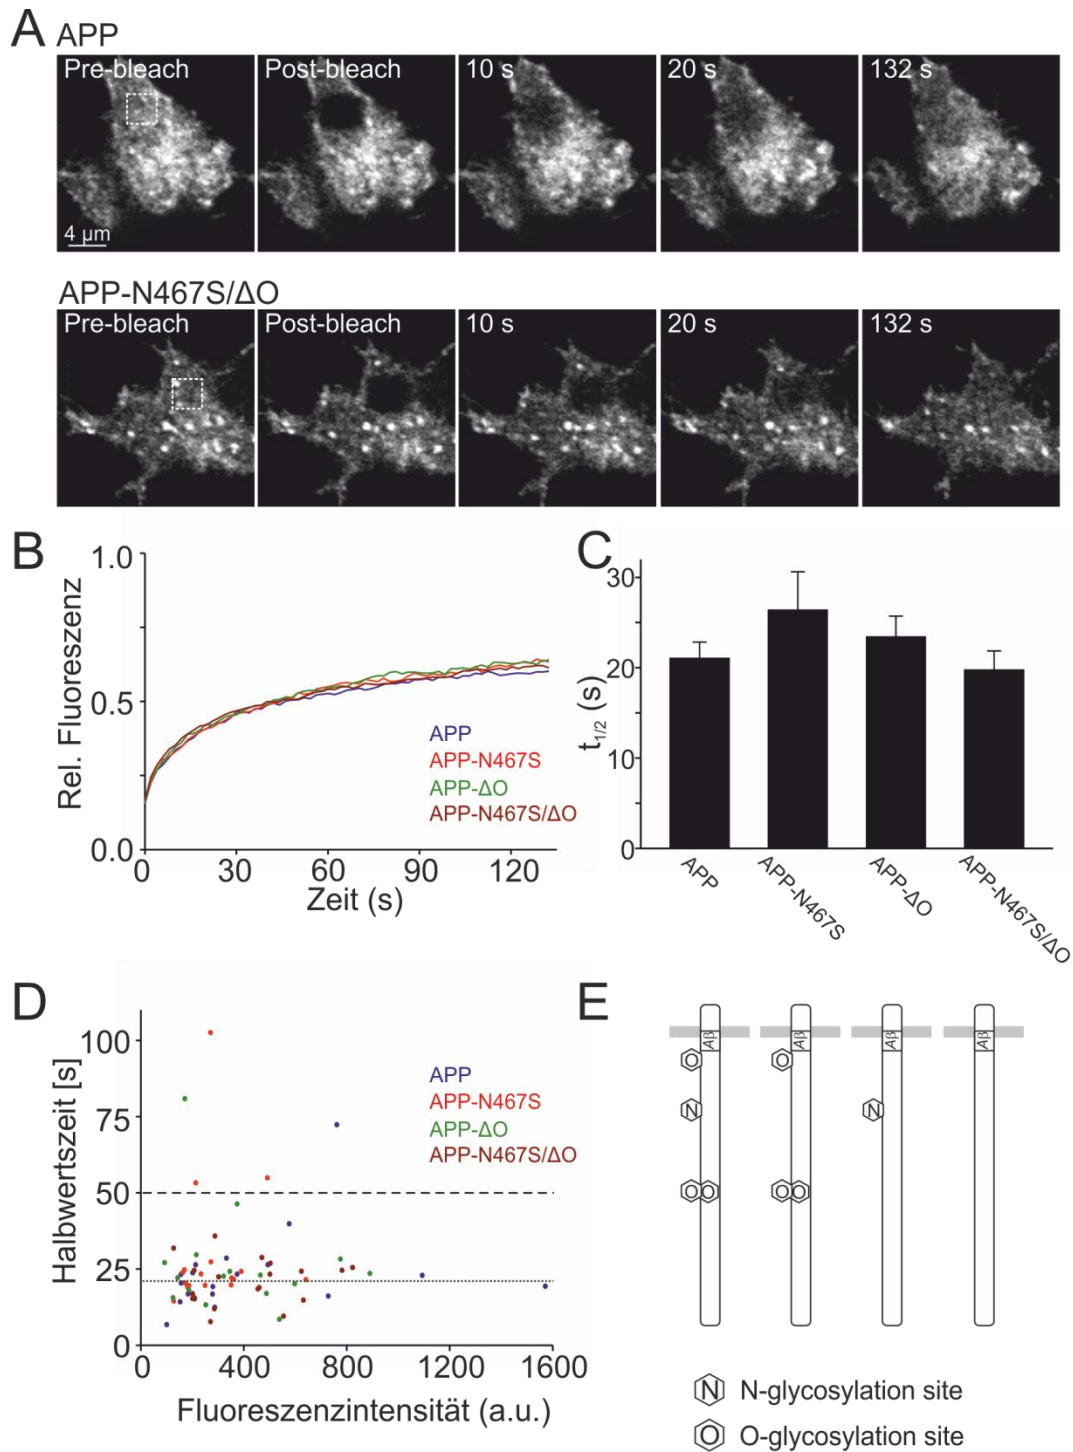 A APP
Pre-bleach Post-bleach 10 s 20 s 132 s
4 µm
APP-N467S/ΔO
Pre-bleach Post-bleach 10 s 20 s 132 s
B
1.0
0.5
0.0
Rel. Fluoreszenz
0 30 60 90 120
Zeit (s)
APP
APP-N467S
APP-ΔO
APP-N467S/ΔO
C
30
20
10
0
t1/2 (s)
APP
APP-N467S
APP-ΔO
APP-N467S/ΔO
D
100
75
50
25
0
Halbwertszeit [s]
0 400 800 1200 1600
Fluoreszenzintensität (a.u.)
APP
APP-N467S
APP-ΔO
APP-N467S/ΔO
E
Aβ Aβ Aβ Aβ
O O
N N
O O O O
N N-glycosylation site
O O-glycosylation site